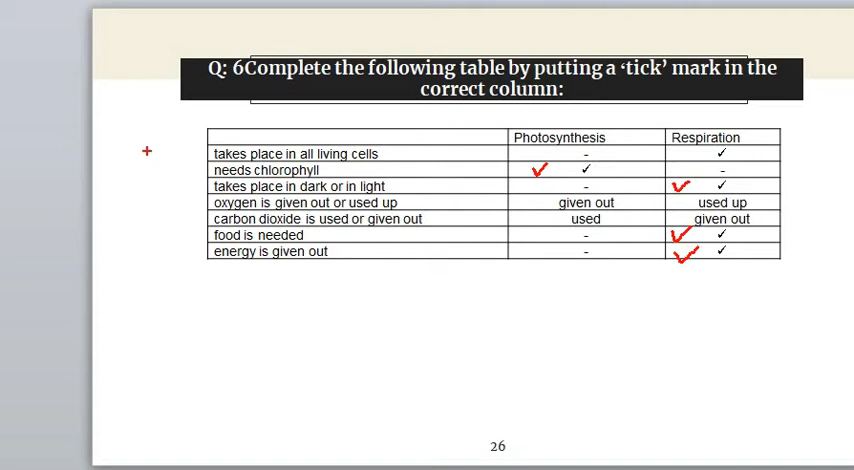 Q: 6Complete the following table by putting a ‘tick’ mark in the
correct column:
Photosynthesis Respiration
takes place in all living cells - ✓
needs chlorophyll ✓ -
takes place in dark or in light - ✓
oxygen is given out or used up given out used up
carbon dioxide is used or given out used given out
food is needed - ✓
energy is given out - ✓
26